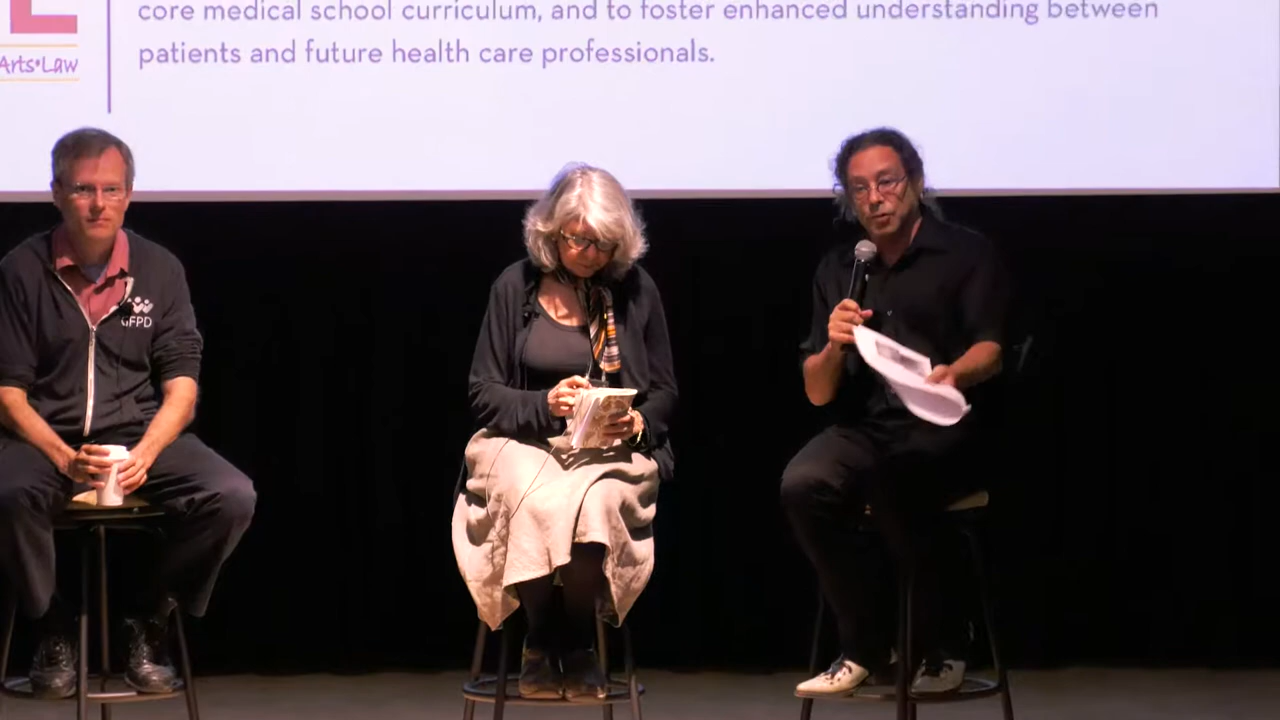 core medical school curriculum, and to foster enhanced understanding between
patients and future health care professionals.
Arts•Law
GFPD